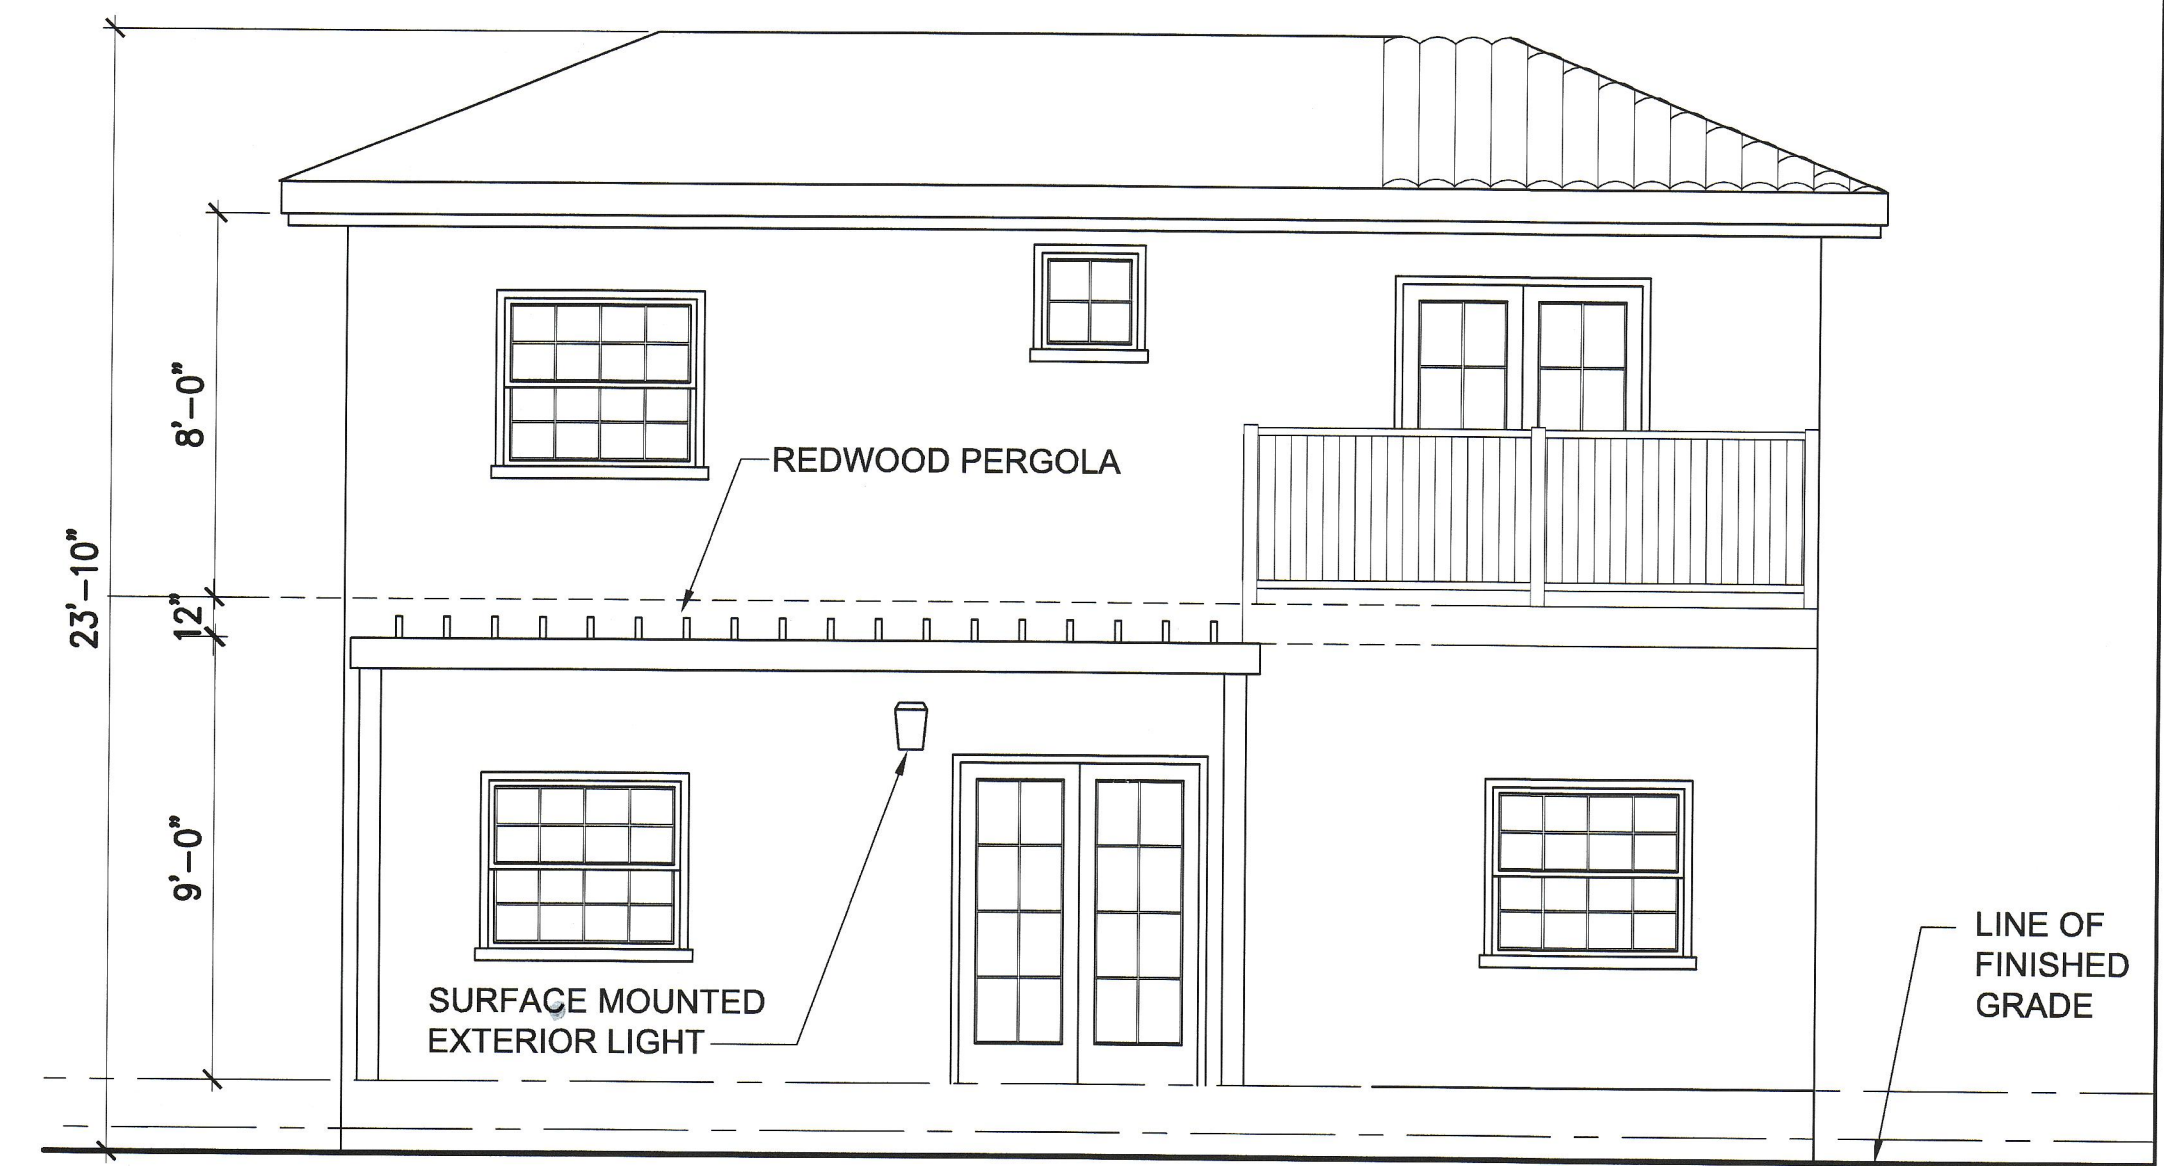 8'-0"
REDWOOD PERGOLA
23'-10"
12"
9'-0"
LINE OF
FINISHED
GRADE
SURFACE MOUNTED
EXTERIOR LIGHT